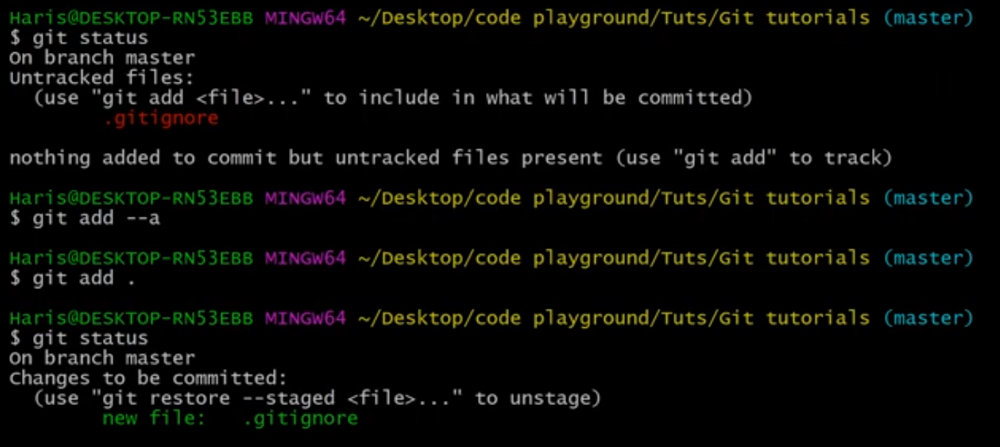 Haris@DESKTOP-RN53EBB MINGW64 ~/Desktop/code playground/Tuts/Git tutorials (master)
$ git status
On branch master
Untracked files:
  (use "git add <file>..." to include in what will be committed)
        .gitignore

nothing added to commit but untracked files present (use "git add" to track)

Haris@DESKTOP-RN53EBB MINGW64 ~/Desktop/code playground/Tuts/Git tutorials (master)
$ git add --a

Haris@DESKTOP-RN53EBB MINGW64 ~/Desktop/code playground/Tuts/Git tutorials (master)
$ git add .

Haris@DESKTOP-RN53EBB MINGW64 ~/Desktop/code playground/Tuts/Git tutorials (master)
$ git status
On branch master
Changes to be committed:
  (use "git restore --staged <file>..." to unstage)
        new file:   .gitignore